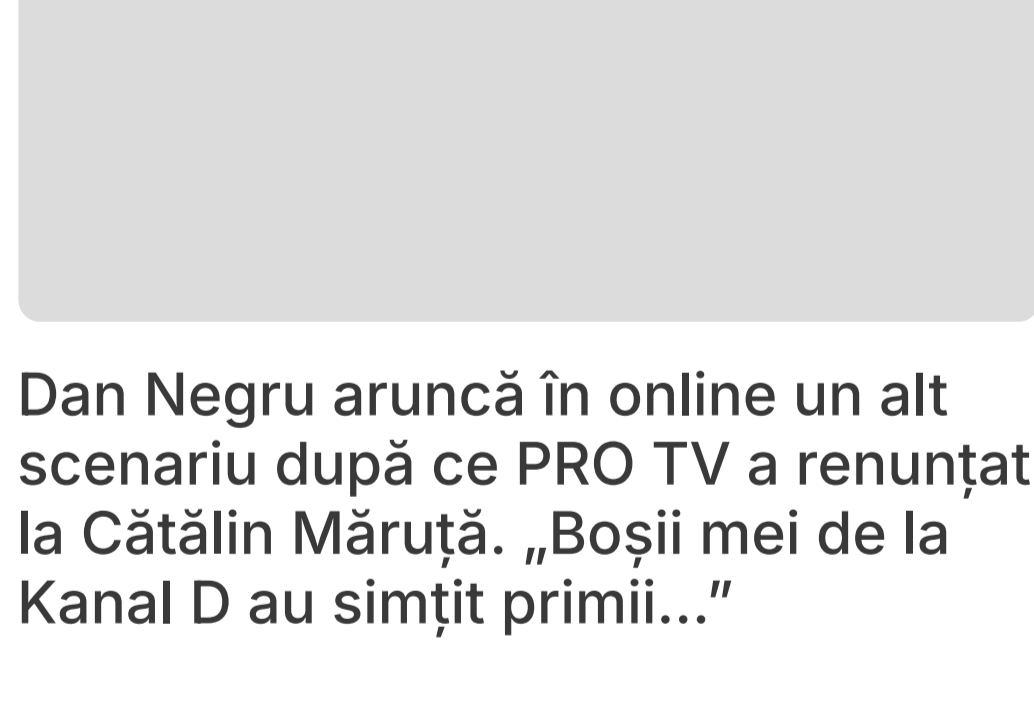 Dan Negru aruncă în online un alt
scenariu după ce PRO TV a renunțat
la Cătălin Măruță. „Boșii mei de la
Kanal D au simțit primii...”